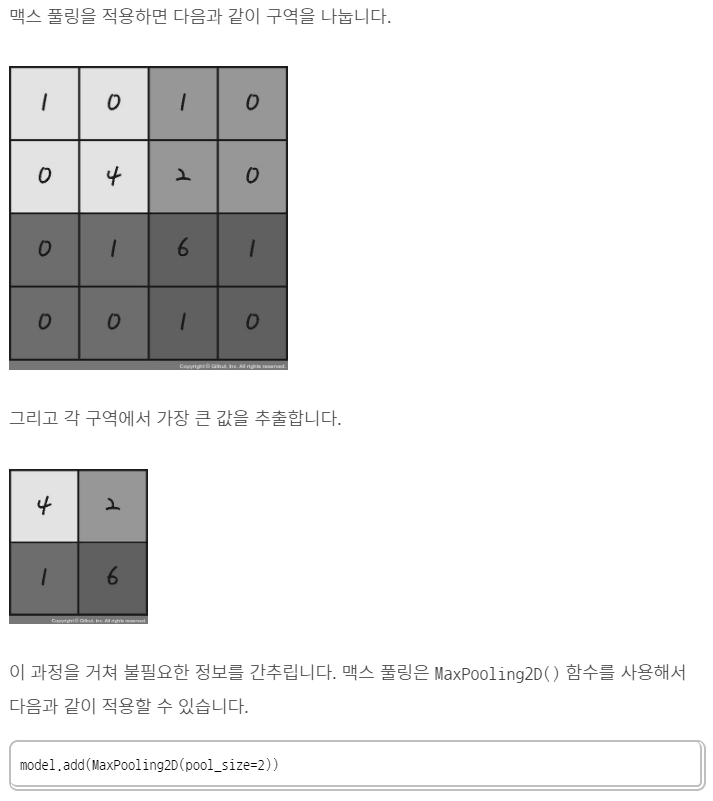 맥스 풀링을 적용하면 다음과 같이 구역을 나눕니다.
1 0 1 0
0 4 2 0
0 1 6 1
0 0 1 0
Copyright© Gilbut, Inc. All rights reserved.
그리고 각 구역에서 가장 큰 값을 추출합니다.
4 2
1 6
Copyright© Gilbut, Inc. All rights reserved.
이 과정을 거쳐 불필요한 정보를 간추립니다. 맥스 풀링은 MaxPooling2D() 함수를 사용해서
다음과 같이 적용할 수 있습니다.
model.add(MaxPooling2D(pool_size=2))